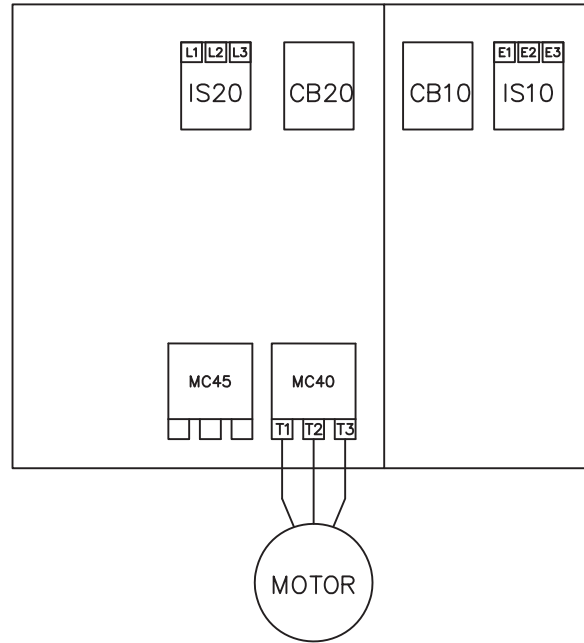 L1 L2 L3
IS20
CB20
CB10
E1 E2 E3
IS10
MC45
MC40
T1 T2 T3
MOTOR